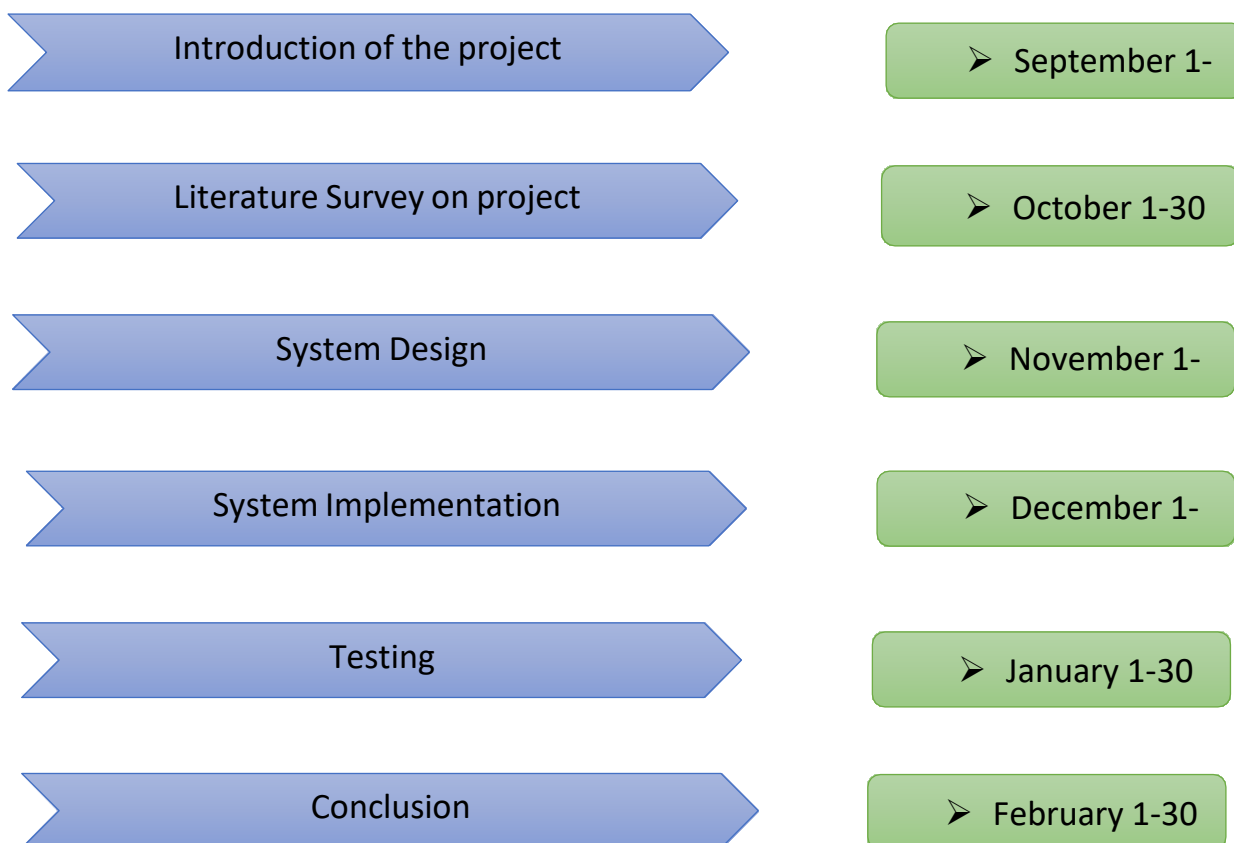 Introduction of the project
➢ September 1-
Literature Survey on project
➢ October 1-30
System Design
➢ November 1-
System Implementation
➢ December 1-
Testing
➢ January 1-30
Conclusion
➢ February 1-30